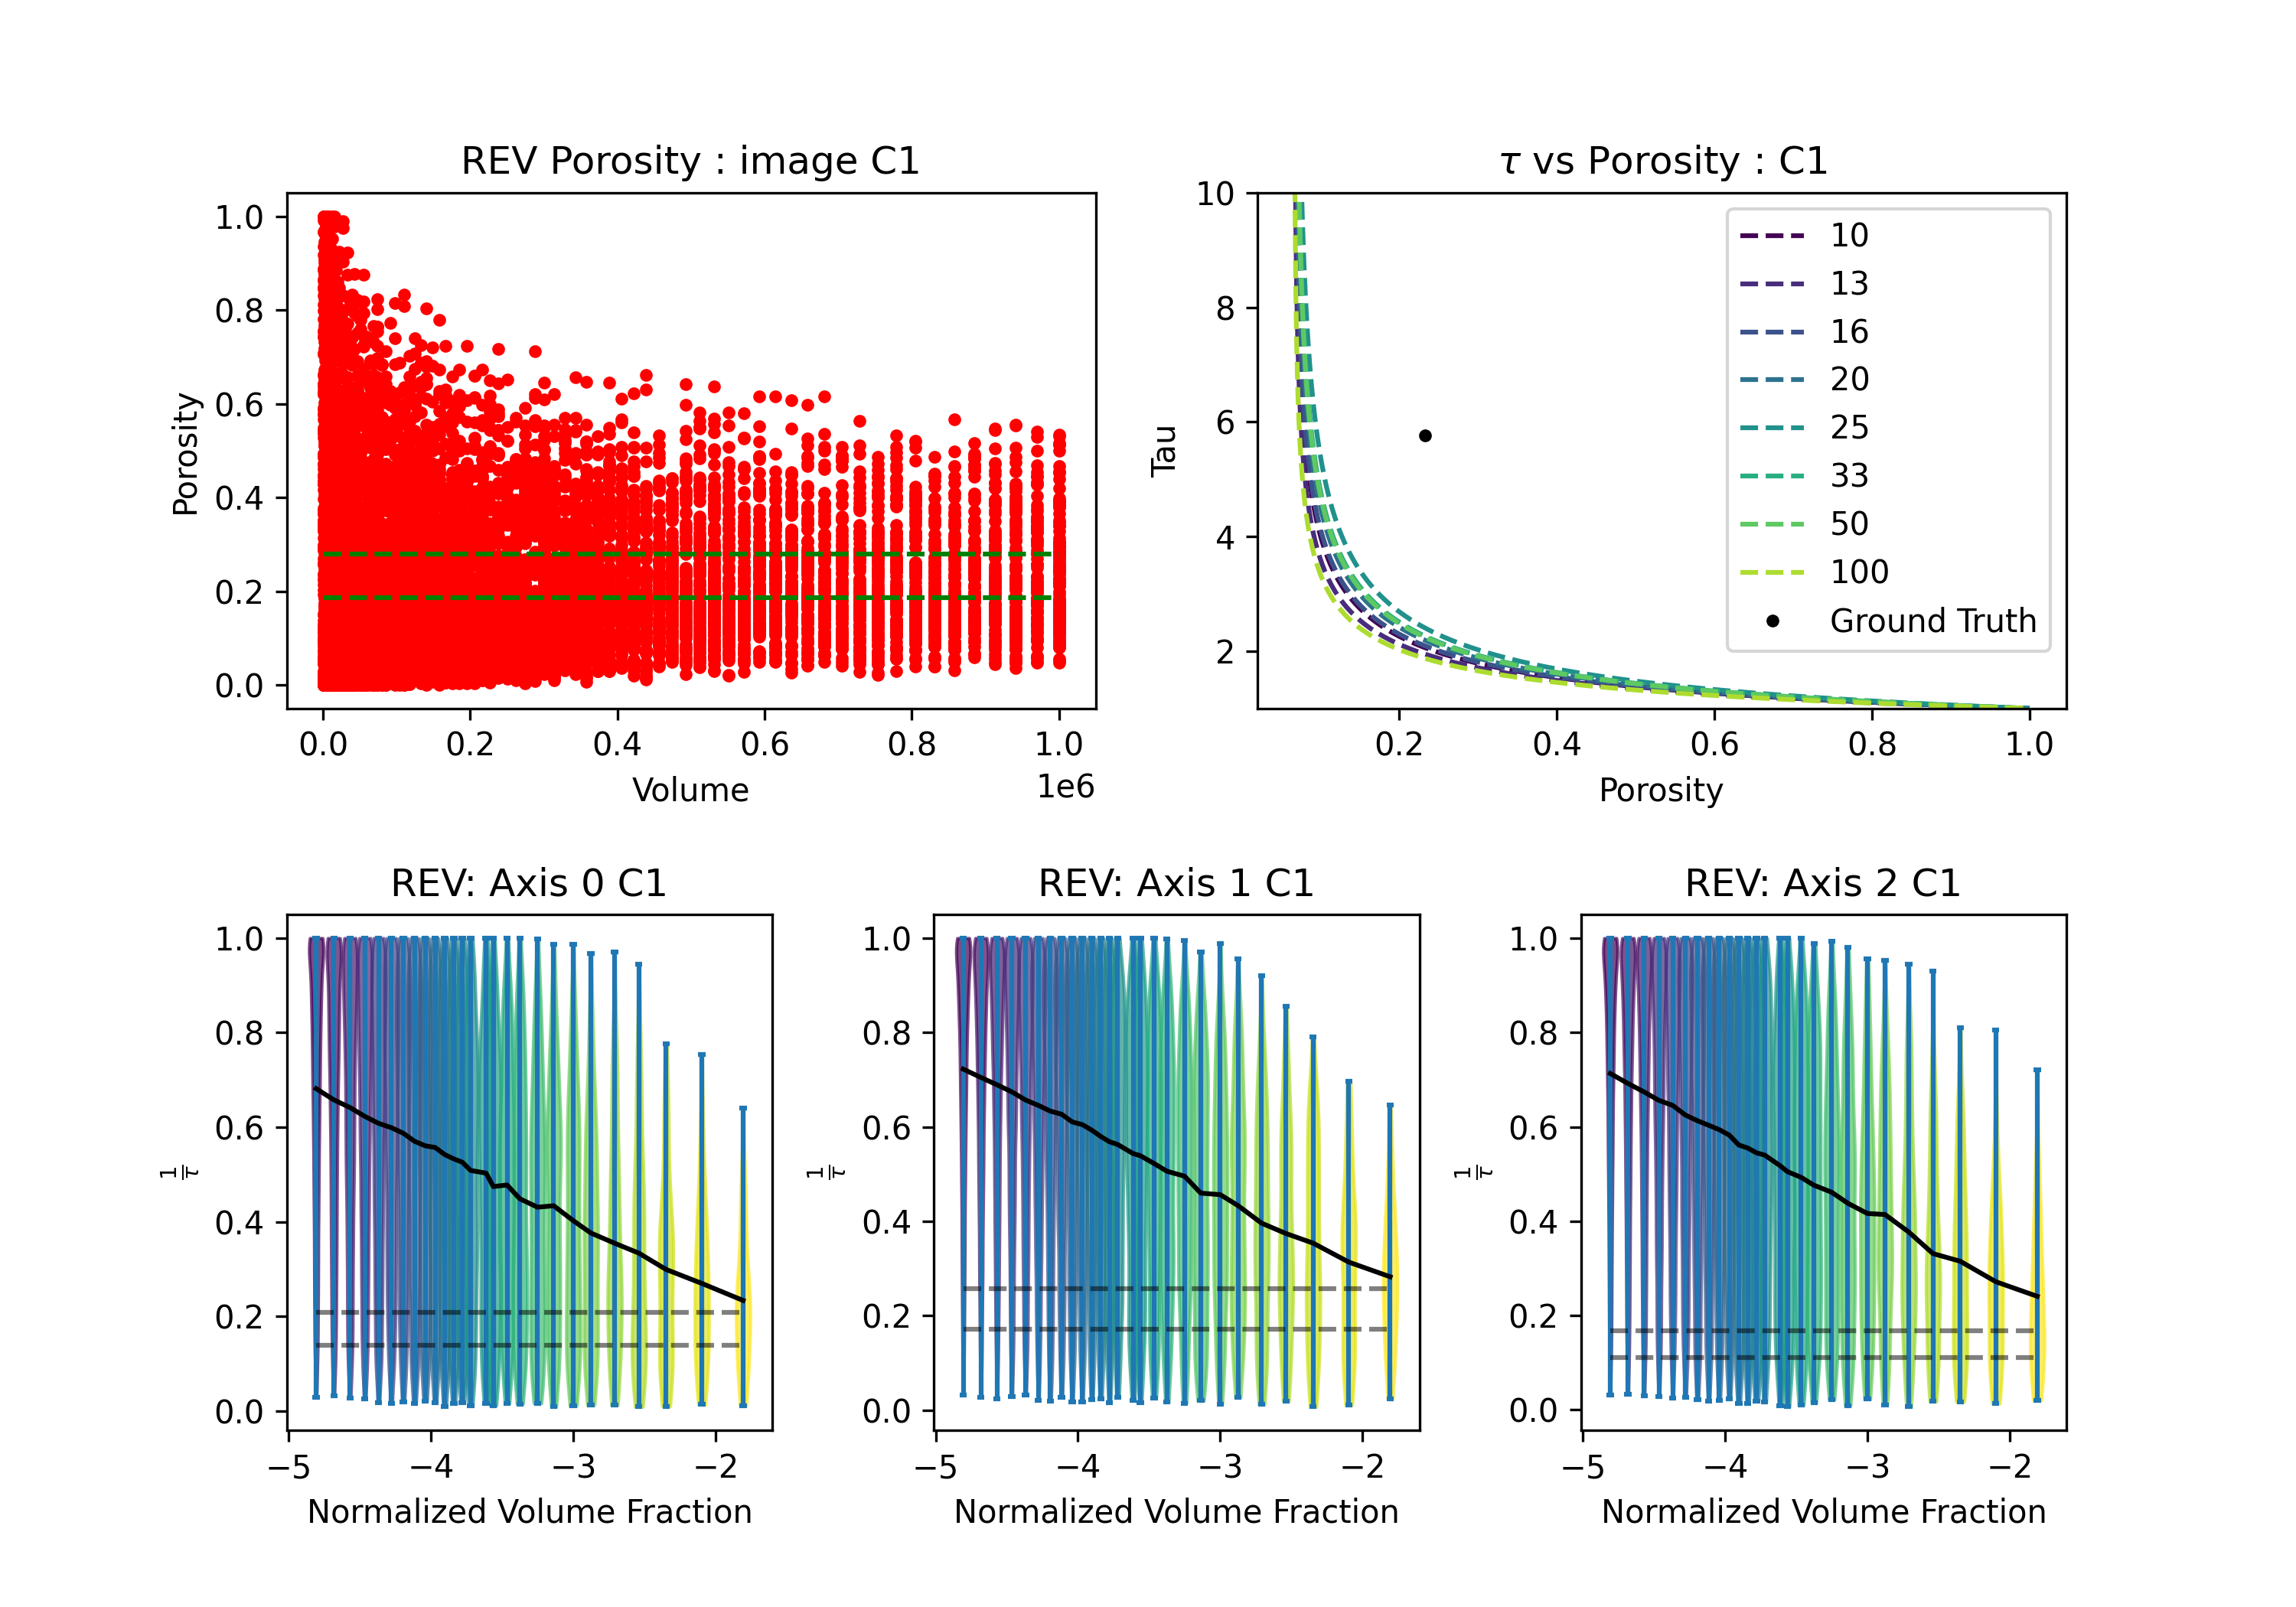 REV Porosity : image C1
1.0
0.8
0.6
0.4
0.2
0.0
Porosity
0.0 0.2 0.4 0.6 0.8 1.0
1e6
Volume
τ vs Porosity : C1
10
8
6
4
2
Tau
10
13
16
20
25
33
50
100
Ground Truth
0.2 0.4 0.6 0.8 1.0
Porosity
REV: Axis 0 C1
1.0
0.8
0.6
0.4
0.2
0.0
1/τ
−5 −4 −3 −2
Normalized Volume Fraction
REV: Axis 1 C1
1.0
0.8
0.6
0.4
0.2
0.0
1/τ
−5 −4 −3 −2
Normalized Volume Fraction
REV: Axis 2 C1
1.0
0.8
0.6
0.4
0.2
0.0
1/τ
−5 −4 −3 −2
Normalized Volume Fraction